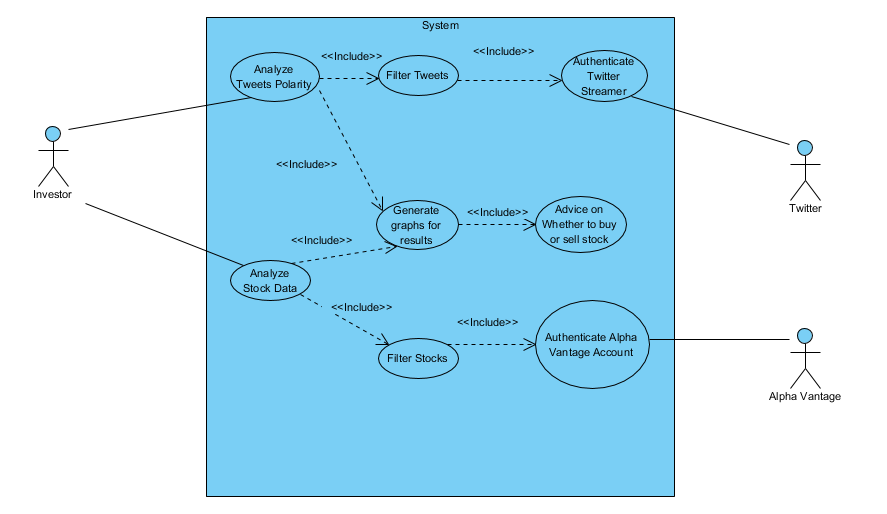 System
<<Include>>
<<Include>>
Analyze
Tweets Polarity
Filter Tweets
Authenticate
Twitter
Streamer
Investor
Twitter
<<Include>>
Generate
graphs for
results
<<Include>>
Advice on
Whether to buy
or sell stock
<<Include>>
Analyze
Stock Data
<<Include>>
<<Include>>
Filter Stocks
Authenticate Alpha
Vantage Account
Alpha Vantage